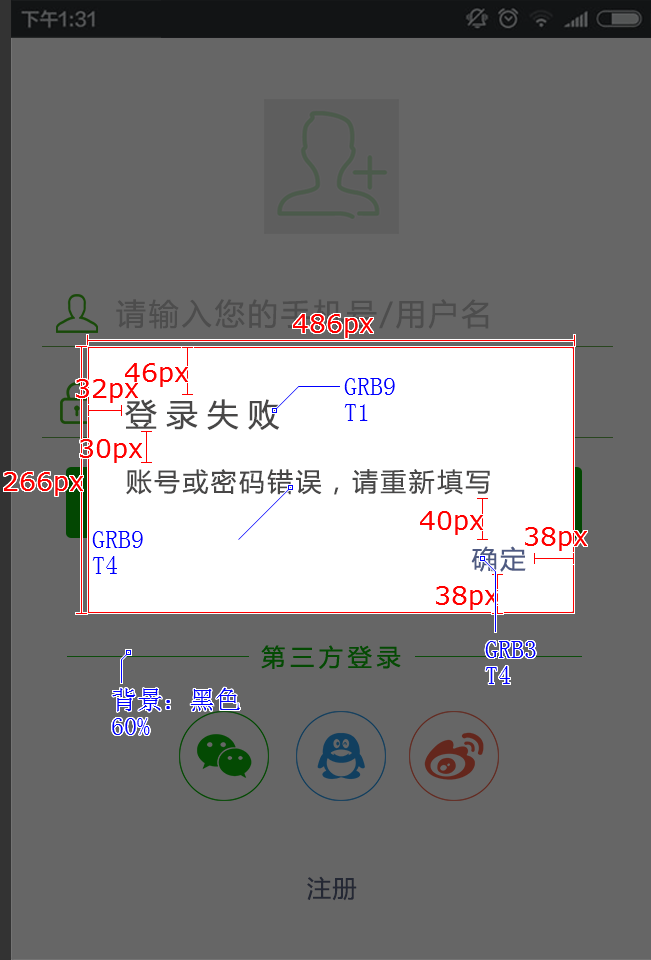 下午1:31
请输入您的手机号/用户名
486px
46px
32px
GRB9
T1
登录失败
30px
266px
账号或密码错误，请重新填写
40px
GRB9
T4
38px
确定
38px
GRB3
T4
第三方登录
背景：黑色
60%
注册